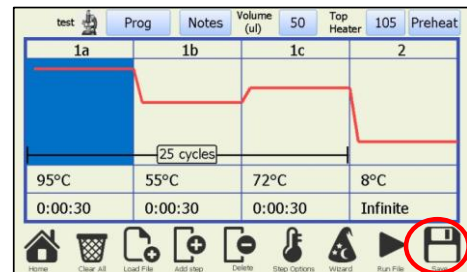 test Prog Notes Volume (ul) 50 Top Heater 105 Preheat
1a 1b 1c 2
25 cycles
95°C 55°C 72°C 8°C
0:00:30 0:00:30 0:00:30 Infinite
Home Clear All Load File Add step Delete Step Options Wizard Run File Save